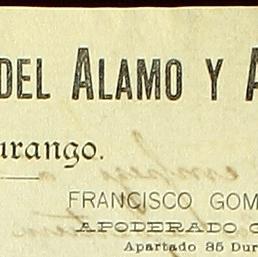 DEL ALAMO Y A
urango.
FRANCISCO GOM
APODERADO G
Apartado 35 Dur